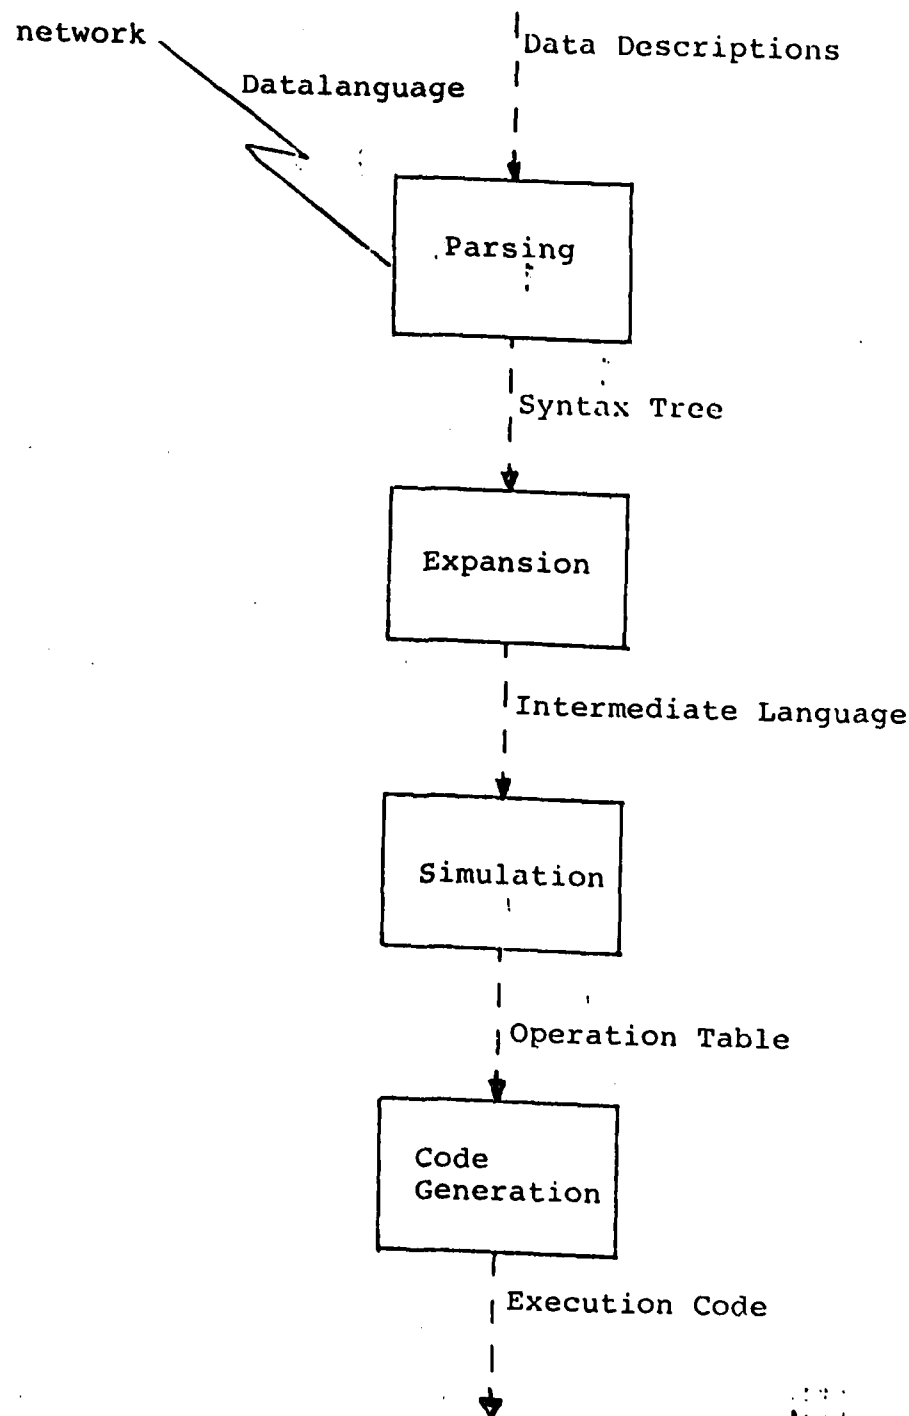 network
Data Descriptions
Datalanguage
Parsing
Syntax Tree
Expansion
Intermediate Language
Simulation
Operation Table
Code
Generation
Execution Code